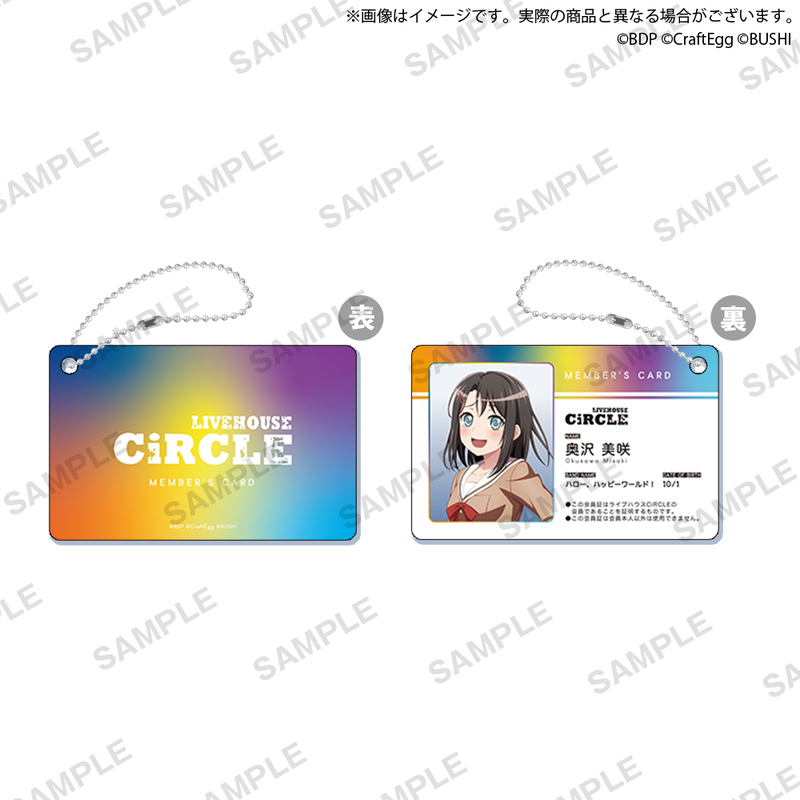 ※画像はイメージです。実際の商品と異なる場合がございます。
©BDP ©CraftEgg ©BUSHI
表
LIVEHOUSE
CiRCLE
MEMBER'S CARD
©BDP ©CraftEgg ©BUSHI
裏
MEMBER'S CARD
LIVEHOUSE
CiRCLE
NAME
奥沢 美咲
Okusawa Misaki
BAND NAME DATE OF BIRTH
ハロー、ハッピーワールド！ 10/1
●この会員証はライブハウスCiRCLEの
会員であることを証明するものです。
●この会員証は会員本人以外は使用できません。
SAMPLE